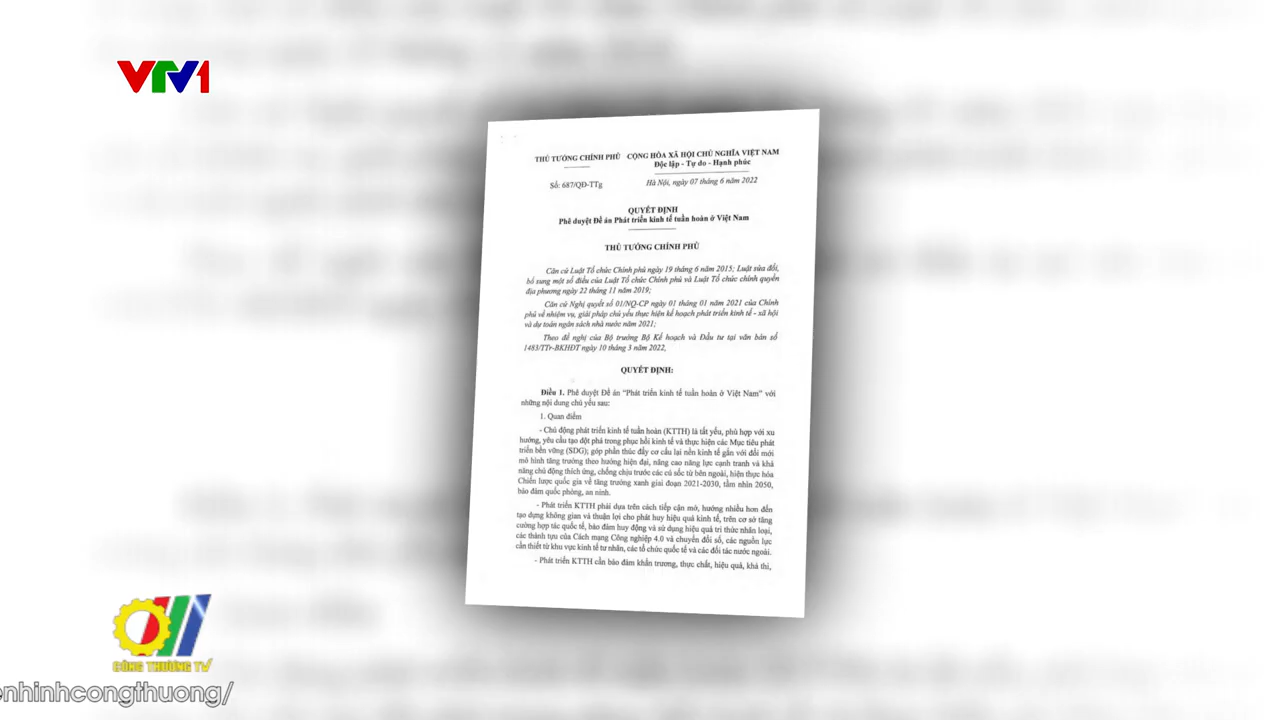 VTV1
THỦ TƯỚNG CHÍNH PHỦ
CỘNG HÒA XÃ HỘI CHỦ NGHĨA VIỆT NAM
Độc lập - Tự do - Hạnh phúc
Số: 687/QĐ-TTg
Hà Nội, ngày 07 tháng 6 năm 2022
QUYẾT ĐỊNH
Phê duyệt Đề án Phát triển kinh tế tuần hoàn ở Việt Nam
THỦ TƯỚNG CHÍNH PHỦ
Căn cứ Luật Tổ chức Chính phủ ngày 19 tháng 6 năm 2015; Luật sửa đổi,
bổ sung một số điều của Luật Tổ chức Chính phủ và Luật Tổ chức chính quyền
địa phương ngày 22 tháng 11 năm 2019;
Căn cứ Nghị quyết số 01/NQ-CP ngày 01 tháng 01 năm 2021 của Chính
phủ về nhiệm vụ, giải pháp chủ yếu thực hiện kế hoạch phát triển kinh tế - xã hội
và dự toán ngân sách nhà nước năm 2021;
Theo đề nghị của Bộ trưởng Bộ Kế hoạch và Đầu tư tại văn bản số
1483/TTr-BKHĐT ngày 10 tháng 3 năm 2022,
QUYẾT ĐỊNH:
Điều 1. Phê duyệt Đề án “Phát triển kinh tế tuần hoàn ở Việt Nam” với
những nội dung chủ yếu sau:
1. Quan điểm
- Chủ động phát triển kinh tế tuần hoàn (KTTH) là tất yếu, phù hợp với xu
hướng, yêu cầu tạo đột phá trong phục hồi kinh tế và thực hiện các Mục tiêu phát
triển bền vững (SDG); góp phần thúc đẩy cơ cấu lại nền kinh tế gắn với đổi mới
mô hình tăng trưởng theo hướng hiện đại, nâng cao năng lực cạnh tranh và khả
năng chủ động thích ứng, chống chịu trước các cú sốc từ bên ngoài, hiện thực hóa
Chiến lược quốc gia về tăng trưởng xanh giai đoạn 2021-2030, tầm nhìn 2050,
bảo đảm quốc phòng, an ninh.
- Phát triển KTTH phải dựa trên cách tiếp cận mở, hướng nhiều hơn đến
tạo dựng không gian và thuận lợi cho phát huy hiệu quả kinh tế, trên cơ sở tăng
cường hợp tác quốc tế, bảo đảm huy động và sử dụng hiệu quả tri thức nhân loại,
các thành tựu của Cách mạng Công nghiệp 4.0 và chuyển đổi số, các nguồn lực
cần thiết từ khu vực kinh tế tư nhân, các tổ chức quốc tế và các đối tác nước ngoài.
- Phát triển KTTH cần bảo đảm khẩn trương, thực chất, hiệu quả, khả thi,
CÔNG THƯƠNG TV
enhinhcongthuong/